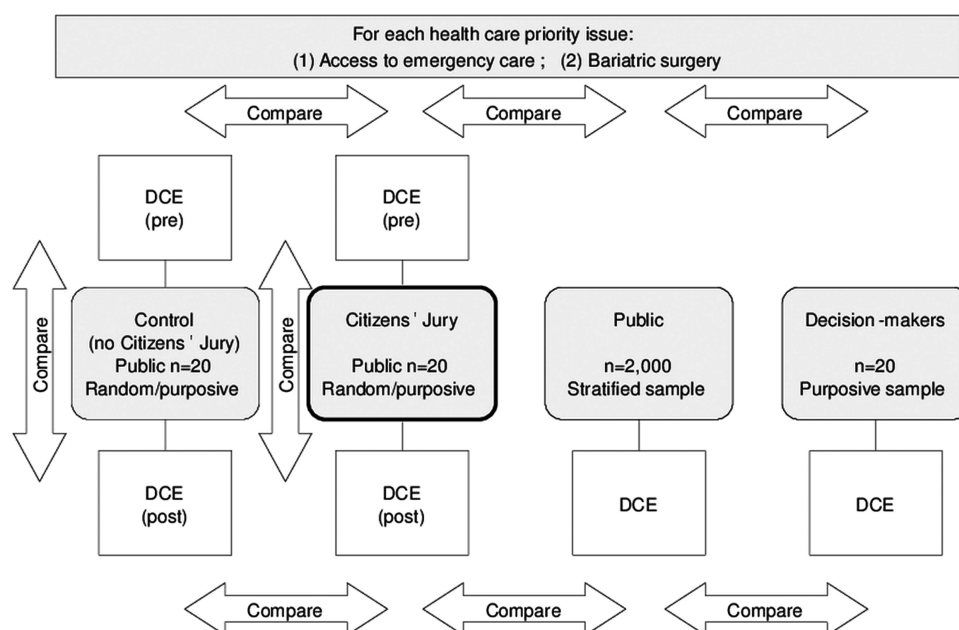 For each health care priority issue:
(1) Access to emergency care ; (2) Bariatric surgery
Compare
Compare
Compare
DCE
(pre)
DCE
(pre)
Compare
Control
(no Citizens ' Jury)
Public n=20
Random/purposive
Compare
Citizens ' Jury
Public n=20
Random/purposive
Public
n=2,000
Stratified sample
Decision -makers
n=20
Purposive sample
DCE
(post)
DCE
(post)
DCE
DCE
Compare
Compare
Compare